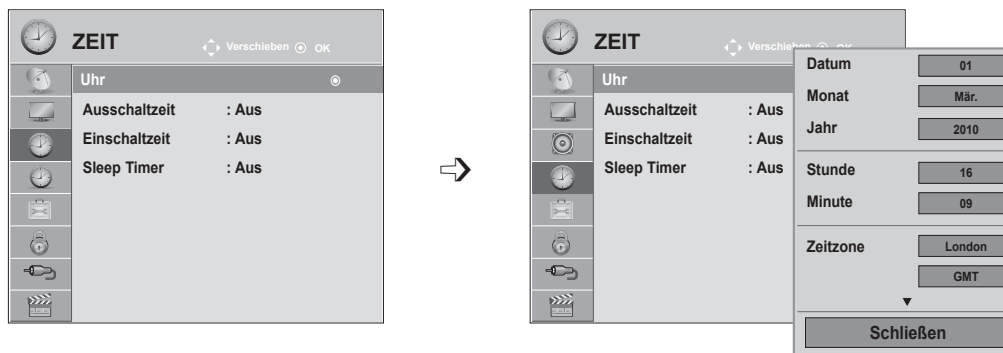 ZEIT
Verschieben OK
Uhr
Ausschaltzeit : Aus
Einschaltzeit : Aus
Sleep Timer : Aus
ZEIT
Uhr
Ausschaltzeit : Aus
Einschaltzeit : Aus
Sleep Timer : Aus
Datum 01
Monat Mär.
Jahr 2010
Stunde 16
Minute 09
Zeitzone London
GMT
Schließen